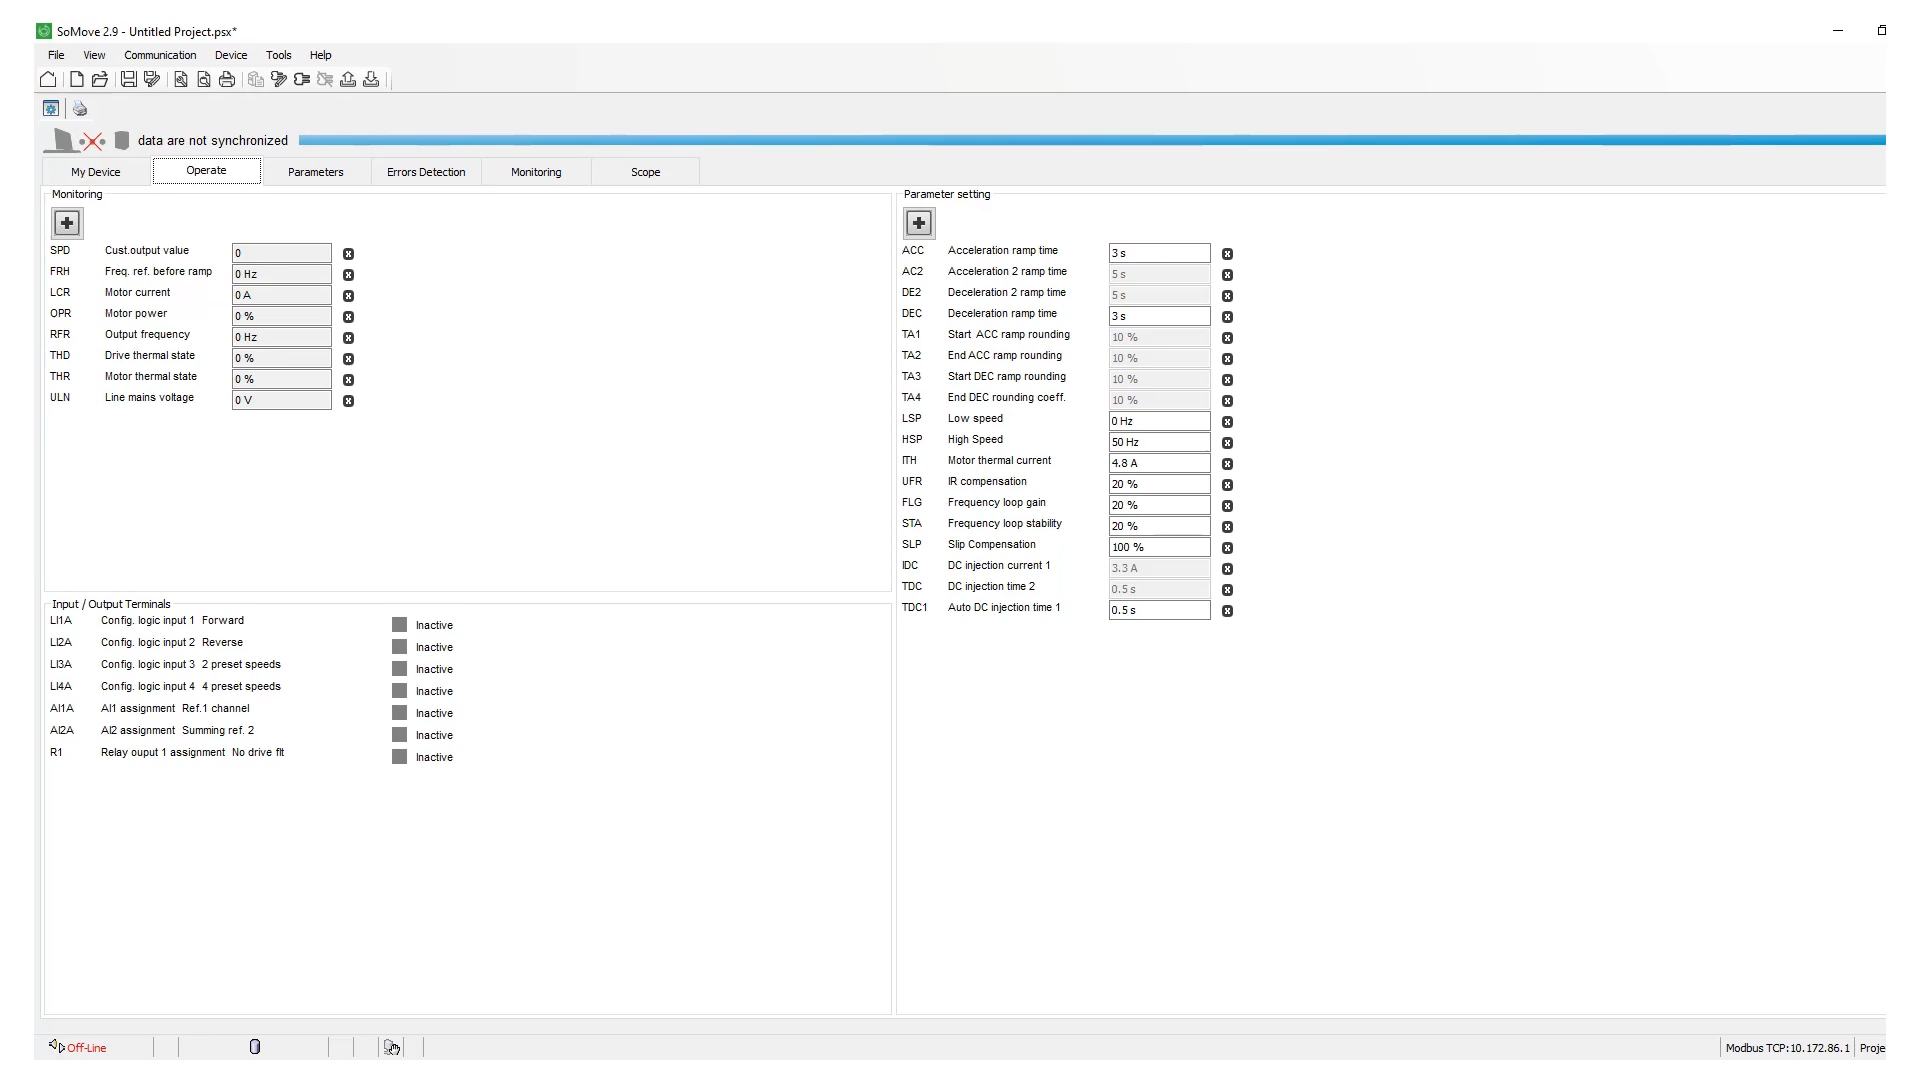 SoMove 2.9 - Untitled Project.psx*
File View Communication Device Tools Help
data are not synchronized
My Device Operate Parameters Errors Detection Monitoring Scope
Monitoring
SPD Cust.output value 0
FRH Freq. ref. before ramp 0 Hz
LCR Motor current 0 A
OPR Motor power 0 %
RFR Output frequency 0 Hz
THD Drive thermal state 0 %
THR Motor thermal state 0 %
ULN Line mains voltage 0 V
Input / Output Terminals
LI1A Config. logic input 1 Forward Inactive
LI2A Config. logic input 2 Reverse Inactive
LI3A Config. logic input 3 2 preset speeds Inactive
LI4A Config. logic input 4 4 preset speeds Inactive
AI1A AI1 assignment Ref.1 channel Inactive
AI2A AI2 assignment Summing ref. 2 Inactive
R1 Relay ouput 1 assignment No drive flt Inactive
Parameter setting
ACC Acceleration ramp time 3 s
AC2 Acceleration 2 ramp time 5 s
DE2 Deceleration 2 ramp time 5 s
DEC Deceleration ramp time 3 s
TA1 Start ACC ramp rounding 10 %
TA2 End ACC ramp rounding 10 %
TA3 Start DEC ramp rounding 10 %
TA4 End DEC rounding coeff. 10 %
LSP Low speed 0 Hz
HSP High Speed 50 Hz
ITH Motor thermal current 4.8 A
UFR IR compensation 20 %
FLG Frequency loop gain 20 %
STA Frequency loop stability 20 %
SLP Slip Compensation 100 %
IDC DC injection current 1 3.3 A
TDC DC injection time 2 0.5 s
TDC1 Auto DC injection time 1 0.5 s
Off-Line Modbus TCP:10.172.86.1 Proje